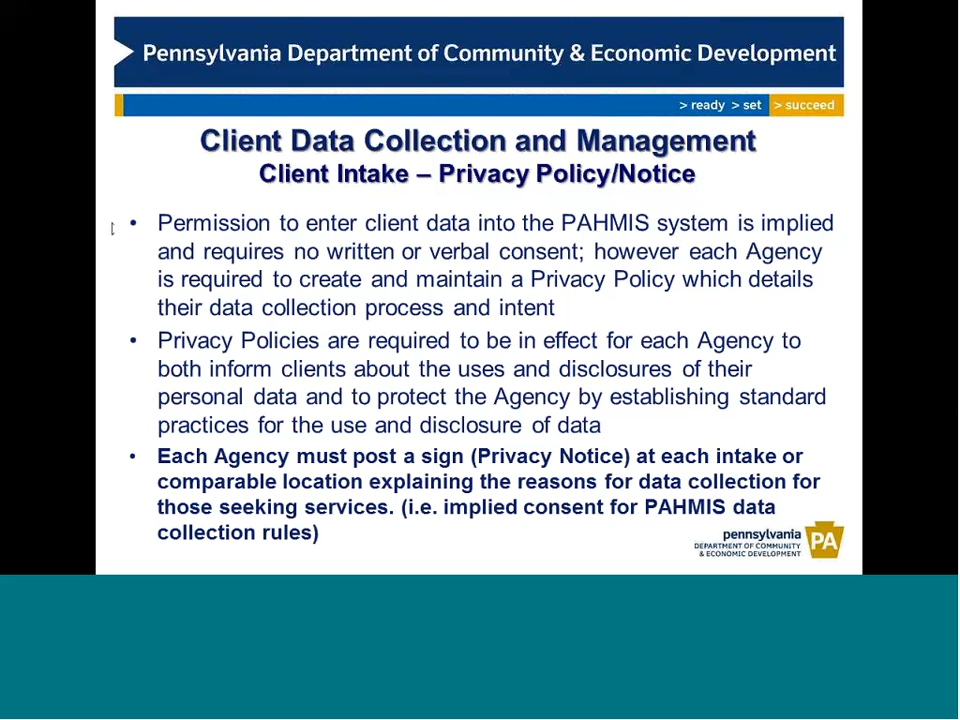 Pennsylvania Department of Community & Economic Development
> ready > set > succeed
Client Data Collection and Management
Client Intake – Privacy Policy/Notice
• Permission to enter client data into the PAHMIS system is implied
and requires no written or verbal consent; however each Agency
is required to create and maintain a Privacy Policy which details
their data collection process and intent
• Privacy Policies are required to be in effect for each Agency to
both inform clients about the uses and disclosures of their
personal data and to protect the Agency by establishing standard
practices for the use and disclosure of data
• Each Agency must post a sign (Privacy Notice) at each intake or
comparable location explaining the reasons for data collection for
those seeking services. (i.e. implied consent for PAHMIS data
collection rules)
pennsylvania
DEPARTMENT OF COMMUNITY
& ECONOMIC DEVELOPMENT
PA